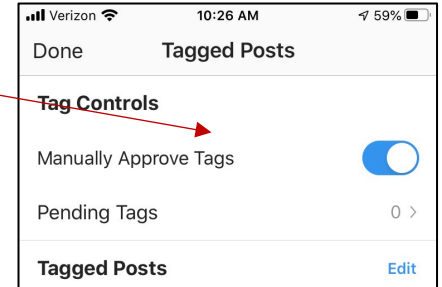 Verizon 10:26 AM 59%
Done Tagged Posts
Tag Controls
Manually Approve Tags
Pending Tags 0 >
Tagged Posts Edit